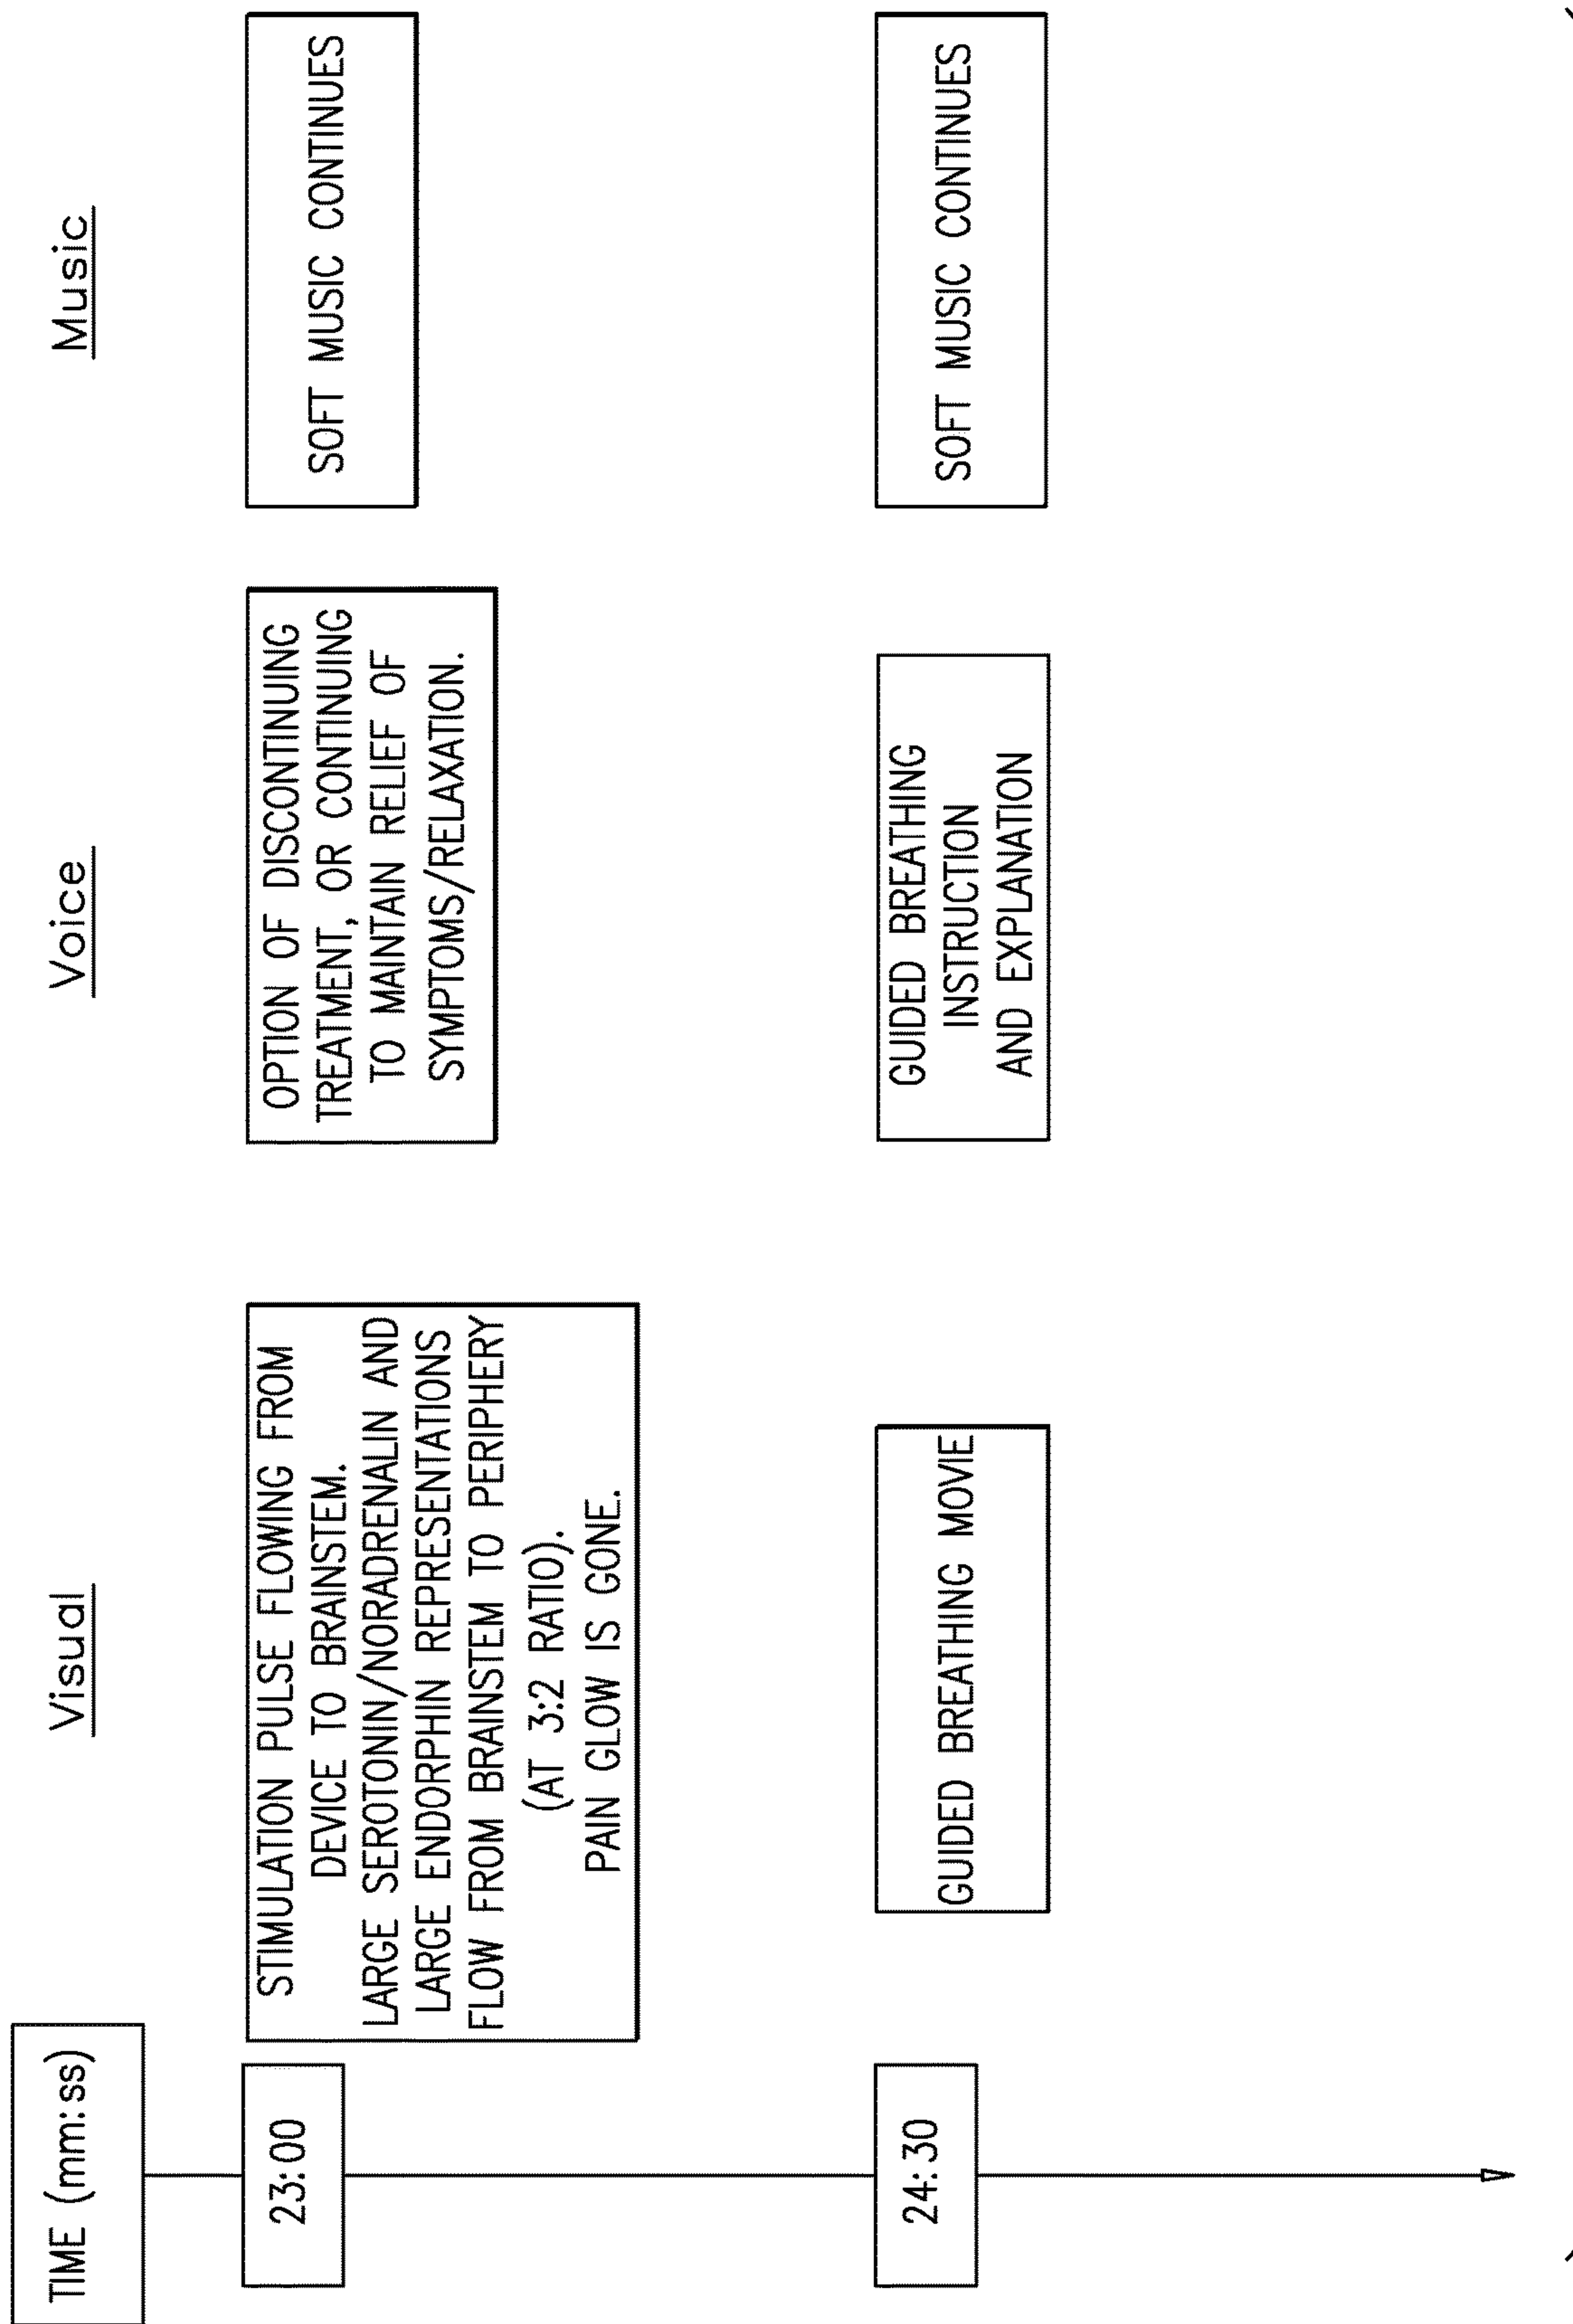 TIME (mm:ss)
Visual
Voice
Music
23:00
STIMULATION PULSE FLOWING FROM
DEVICE TO BRAINSTEM.
LARGE SEROTONIN/NORADRENALIN AND
LARGE ENDORPHIN REPRESENTATIONS
FLOW FROM BRAINSTEM TO PERIPHERY
(AT 3:2 RATIO).
PAIN GLOW IS GONE.
OPTION OF DISCONTINUING
TREATMENT, OR CONTINUING
TO MAINTAIN RELIEF OF
SYMPTOMS/RELAXATION.
SOFT MUSIC CONTINUES
24:30
GUIDED BREATHING MOVIE
GUIDED BREATHING
INSTRUCTION
AND EXPLANATION
SOFT MUSIC CONTINUES